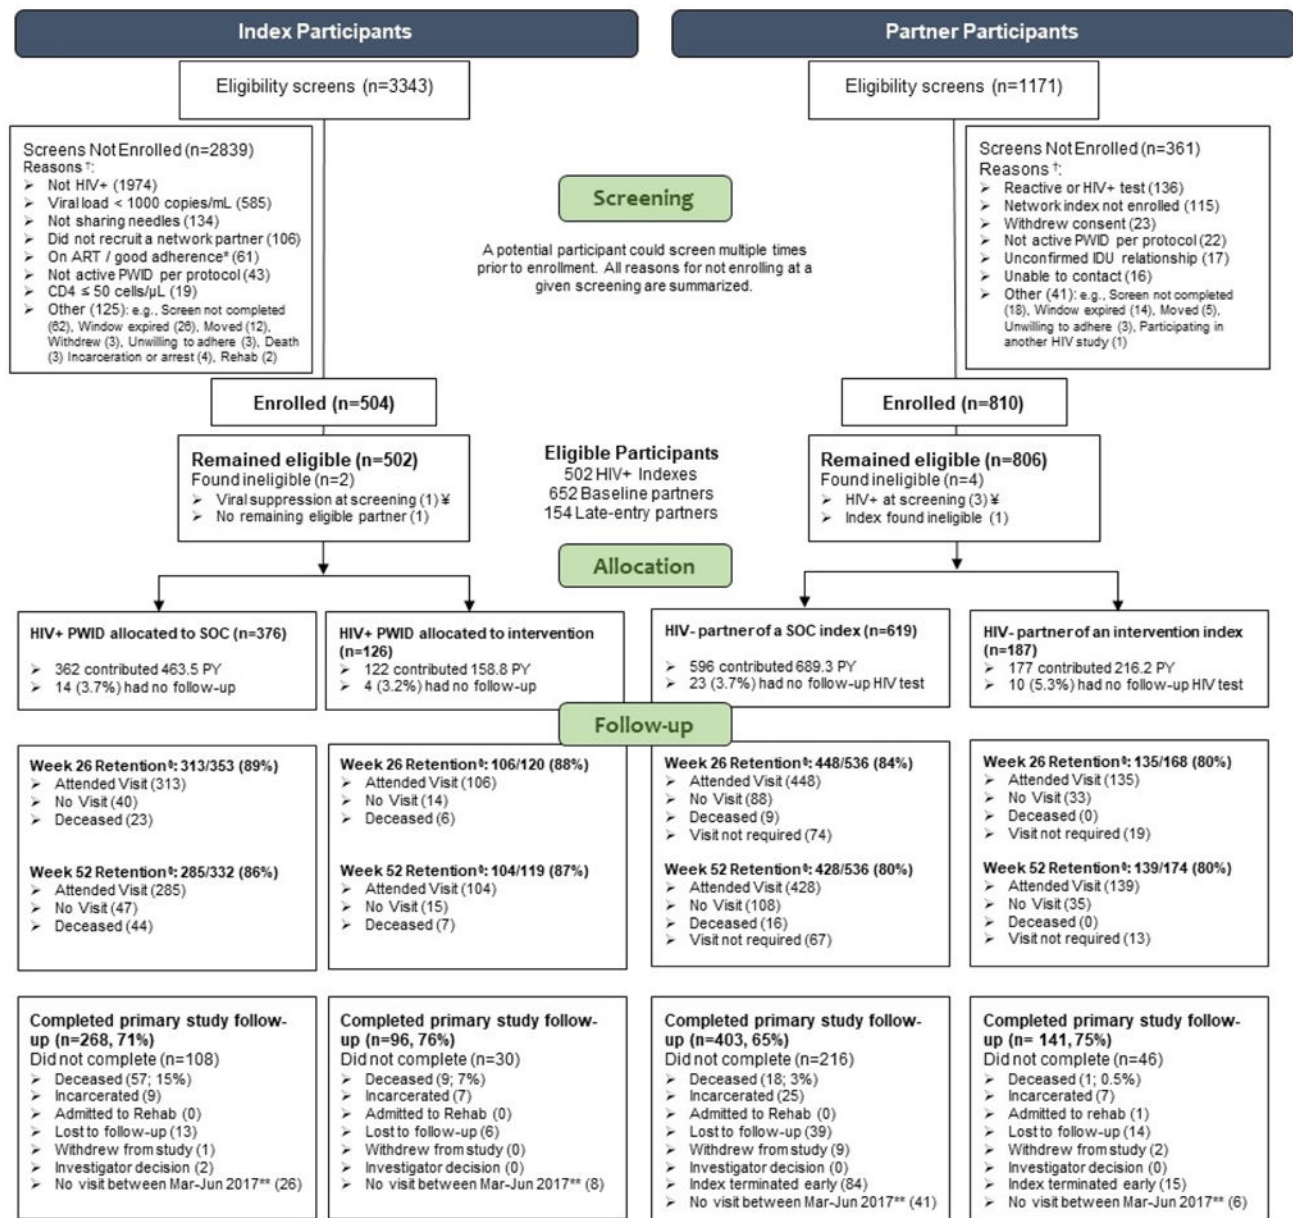 Index Participants
Partner Participants
Eligibility screens (n=3343)
Eligibility screens (n=1171)
Screens Not Enrolled (n=2839)
Reasons †:
➢ Not HIV+ (1974)
➢ Viral load < 1000 copies/mL (585)
➢ Not sharing needles (134)
➢ Did not recruit a network partner (106)
➢ On ART / good adherence* (61)
➢ Not active PWID per protocol (43)
➢ CD4 ≤ 50 cells/µL (19)
➢ Other (125): e.g., Screen not completed
(62), Window expired (26), Moved (12),
Withdrew (3), Unwilling to adhere (3), Death
(3) Incarceration or arrest (4), Rehab (2)
Screening
A potential participant could screen multiple times
prior to enrollment. All reasons for not enrolling at a
given screening are summarized.
Screens Not Enrolled (n=361)
Reasons †:
➢ Reactive or HIV+ test (136)
➢ Network index not enrolled (115)
➢ Withdrew consent (23)
➢ Not active PWID per protocol (22)
➢ Unconfirmed IDU relationship (17)
➢ Unable to contact (16)
➢ Other (41): e.g., Screen not completed
(18), Window expired (14), Moved (5),
Unwilling to adhere (3), Participating in
another HIV study (1)
Enrolled (n=504)
Enrolled (n=810)
Remained eligible (n=502)
Found ineligible (n=2)
➢ Viral suppression at screening (1) ¥
➢ No remaining eligible partner (1)
Eligible Participants
502 HIV+ Indexes
652 Baseline partners
154 Late-entry partners
Remained eligible (n=806)
Found ineligible (n=4)
➢ HIV+ at screening (3) ¥
➢ Index found ineligible (1)
Allocation
HIV+ PWID allocated to SOC (n=376)
➢ 362 contributed 463.5 PY
➢ 14 (3.7%) had no follow-up
HIV+ PWID allocated to intervention
(n=126)
➢ 122 contributed 158.8 PY
➢ 4 (3.2%) had no follow-up
HIV- partner of a SOC index (n=619)
➢ 596 contributed 689.3 PY
➢ 23 (3.7%) had no follow-up HIV test
HIV- partner of an intervention index
(n=187)
➢ 177 contributed 216.2 PY
➢ 10 (5.3%) had no follow-up HIV test
Follow-up
Week 26 Retention⁰: 313/353 (89%)
➢ Attended Visit (313)
➢ No Visit (40)
➢ Deceased (23)
Week 52 Retention⁰: 285/332 (86%)
➢ Attended Visit (285)
➢ No Visit (47)
➢ Deceased (44)
Week 26 Retention⁰: 106/120 (88%)
➢ Attended Visit (106)
➢ No Visit (14)
➢ Deceased (6)
Week 52 Retention⁰: 104/119 (87%)
➢ Attended Visit (104)
➢ No Visit (15)
➢ Deceased (7)
Week 26 Retention⁰: 448/536 (84%)
➢ Attended Visit (448)
➢ No Visit (88)
➢ Deceased (9)
➢ Visit not required (74)
Week 52 Retention⁰: 428/536 (80%)
➢ Attended Visit (428)
➢ No Visit (108)
➢ Deceased (16)
➢ Visit not required (67)
Week 26 Retention⁰: 135/168 (80%)
➢ Attended Visit (135)
➢ No Visit (33)
➢ Deceased (0)
➢ Visit not required (19)
Week 52 Retention⁰: 139/174 (80%)
➢ Attended Visit (139)
➢ No Visit (35)
➢ Deceased (0)
➢ Visit not required (13)
Completed primary study follow-
up (n=268, 71%)
Did not complete (n=108)
➢ Deceased (57; 15%)
➢ Incarcerated (9)
➢ Admitted to Rehab (0)
➢ Lost to follow-up (13)
➢ Withdrew from study (1)
➢ Investigator decision (2)
➢ No visit between Mar-Jun 2017** (26)
Completed primary study follow-
up (n=96, 76%)
Did not complete (n=30)
➢ Deceased (9; 7%)
➢ Incarcerated (7)
➢ Admitted to Rehab (0)
➢ Lost to follow-up (6)
➢ Withdrew from study (0)
➢ Investigator decision (0)
➢ No visit between Mar-Jun 2017** (8)
Completed primary study follow-
up (n=403, 65%)
Did not complete (n=216)
➢ Deceased (18; 3%)
➢ Incarcerated (25)
➢ Admitted to Rehab (0)
➢ Lost to follow-up (39)
➢ Withdrew from study (9)
➢ Investigator decision (0)
➢ Index terminated early (84)
➢ No visit between Mar-Jun 2017** (41)
Completed primary study follow-
up (n= 141, 75%)
Did not complete (n=46)
➢ Deceased (1; 0.5%)
➢ Incarcerated (7)
➢ Admitted to rehab (1)
➢ Lost to follow-up (14)
➢ Withdrew from study (2)
➢ Investigator decision (0)
➢ Index terminated early (15)
➢ No visit between Mar-Jun 2017** (6)